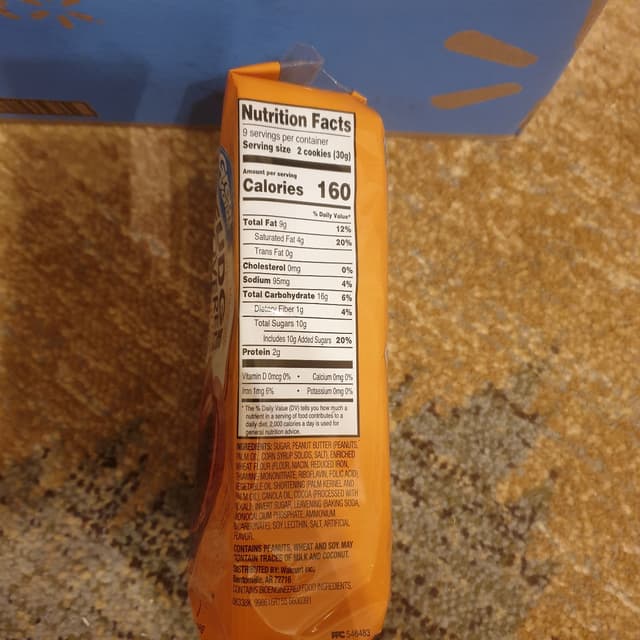 Nutrition Facts
9 servings per container
Serving size 2 cookies (30g)
Amount per serving
Calories 160
% Daily Value*
Total Fat 9g 12%
Saturated Fat 4g 20%
Trans Fat 0g
Cholesterol 0mg 0%
Sodium 95mg 4%
Total Carbohydrate 16g 6%
Dietary Fiber 1g 4%
Total Sugars 10g
Includes 10g Added Sugars 20%
Protein 2g
Vitamin D 0mcg 0% • Calcium 0mg 0%
Iron 1mg 6% • Potassium 0mg 0%
*The % Daily Value (DV) tells you how much a
nutrient in a serving of food contributes to a
daily diet. 2,000 calories a day is used for
general nutrition advice.
INGREDIENTS: SUGAR, PEANUT BUTTER (PEANUTS,
PALM OIL, CORN SYRUP SOLIDS, SALT), ENRICHED
WHEAT FLOUR (FLOUR, NIACIN, REDUCED IRON,
THIAMINE MONONITRATE, RIBOFLAVIN, FOLIC ACID),
VEGETABLE OIL SHORTENING (PALM KERNEL AND
PALM OIL), CANOLA OIL, COCOA (PROCESSED WITH
ALKALI), INVERT SUGAR, LEAVENING (BAKING SODA,
MONOCALCIUM PHOSPHATE, AMMONIUM
BICARBONATE), SOY LECITHIN, SALT, ARTIFICIAL
FLAVOR.
CONTAINS PEANUTS, WHEAT AND SOY. MAY
CONTAIN TRACES OF MILK AND COCONUT.
DISTRIBUTED BY: Walmart Inc.,
Bentonville, AR 72716
CONTAINS BIOENGINEERED FOOD INGREDIENTS.
546483